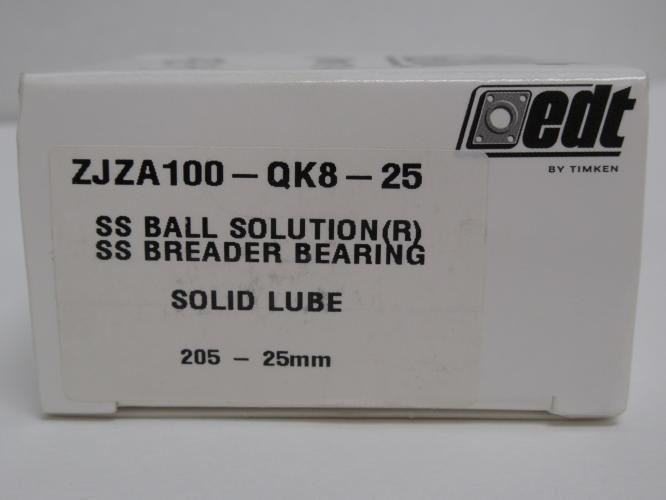 edt
BY TIMKEN
ZJZA100 – QK8 – 25
SS BALL SOLUTION(R)
SS BREADER BEARING
SOLID LUBE
205 – 25mm